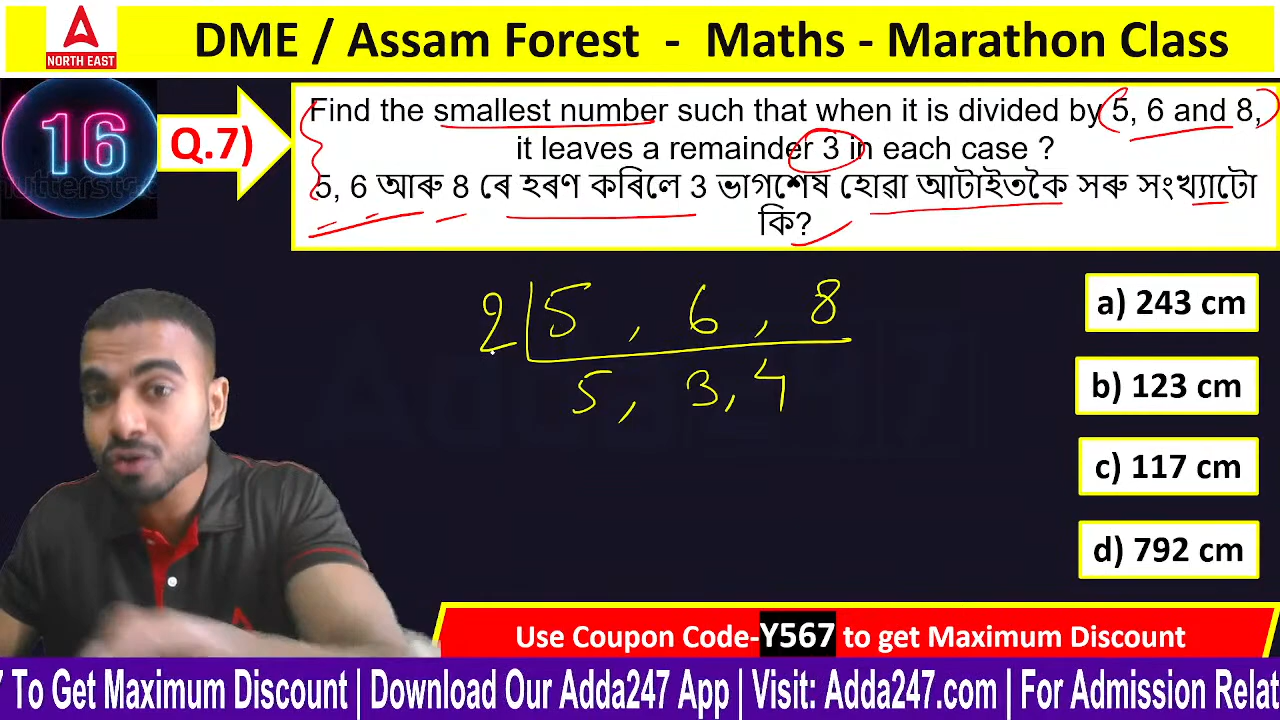 DME / Assam Forest - Maths - Marathon Class
NORTH EAST
16
Q.7)
Find the smallest number such that when it is divided by 5, 6 and 8,
it leaves a remainder 3 in each case ?
5, 6 আৰু 8 ৰে হৰণ কৰিলে 3 ভাগশেষ হোৱা আটাইতকৈ সৰু সংখ্যাটো
কি?
2 5 , 6 , 8
5 , 3 , 4
a) 243 cm
b) 123 cm
c) 117 cm
d) 792 cm
Use Coupon Code-Y567 to get Maximum Discount
7 To Get Maximum Discount | Download Our Adda247 App | Visit: Adda247.com | For Admission Relat